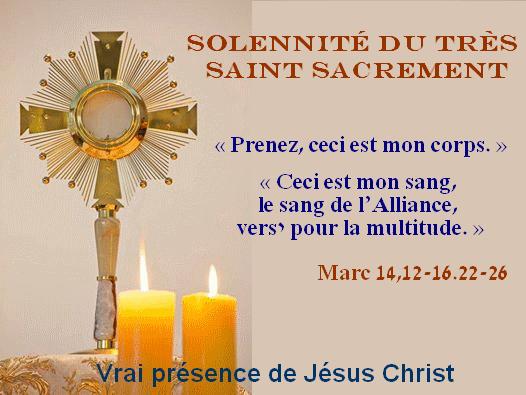 SOLENNITÉ DU TRÈS
SAINT SACREMENT
« Prenez, ceci est mon corps. »
« Ceci est mon sang,
le sang de l'Alliance,
versי pour la multitude. »
Marc 14,12-16.22-26
Vrai présence de Jésus Christ